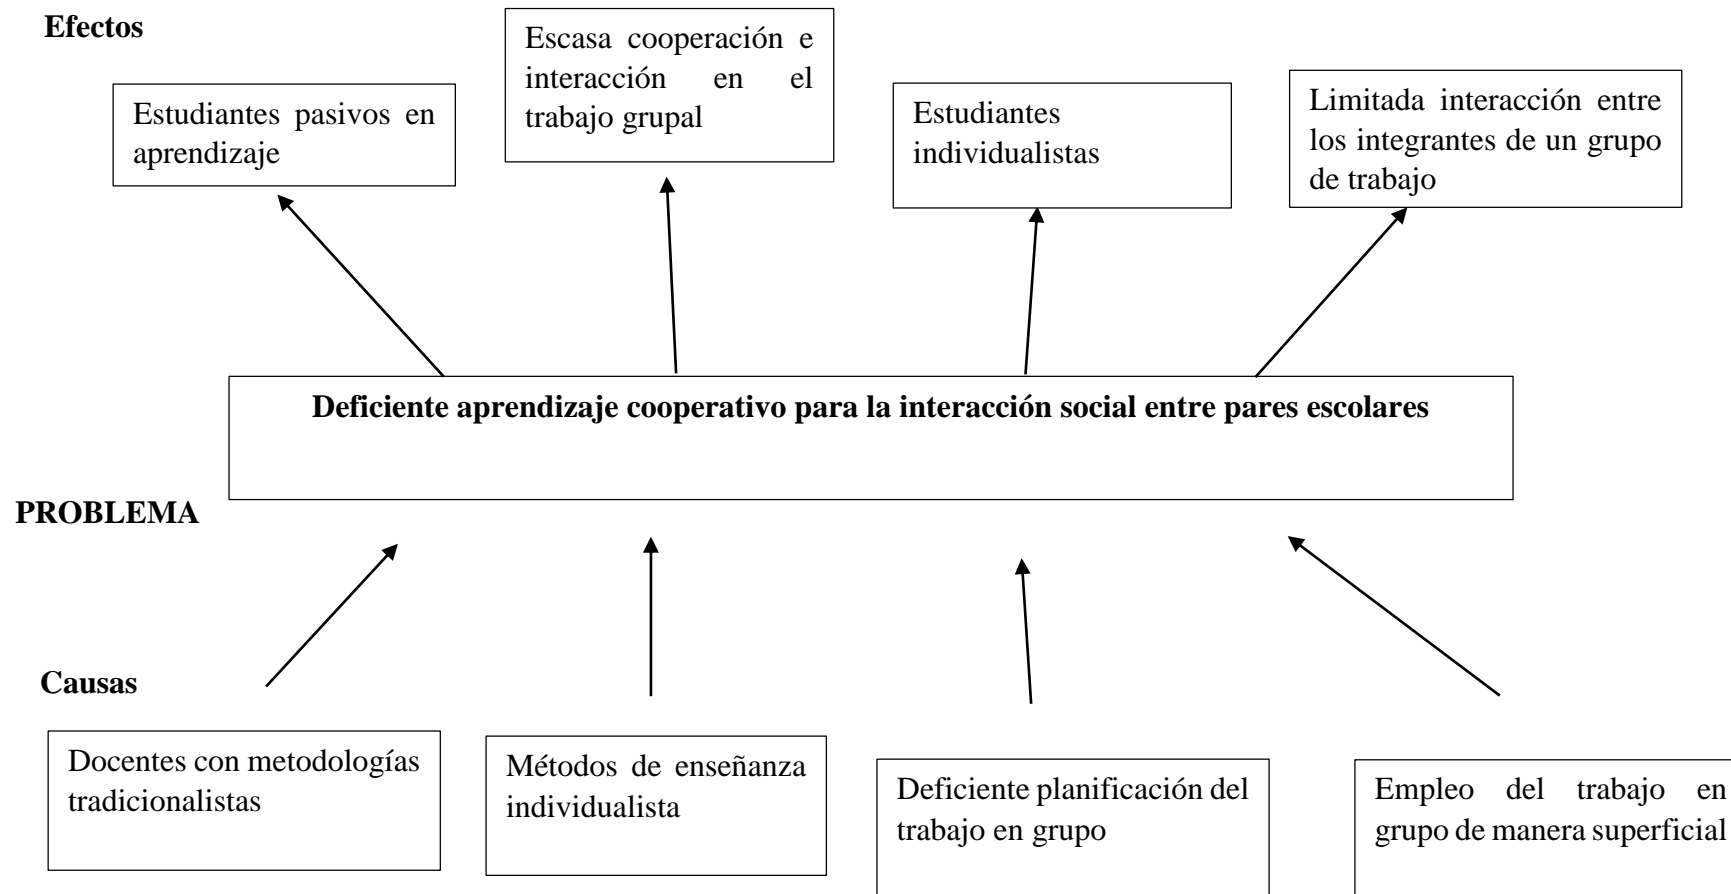 Efectos
Estudiantes pasivos en
aprendizaje
Escasa cooperación e
interacción en el
trabajo grupal
Estudiantes
individualistas
Limitada interacción entre
los integrantes de un grupo
de trabajo
Deficiente aprendizaje cooperativo para la interacción social entre pares escolares
PROBLEMA
Causas
Docentes con metodologías
tradicionalistas
Métodos de enseñanza
individualista
Deficiente planificación del
trabajo en grupo
Empleo del trabajo en
grupo de manera superficial